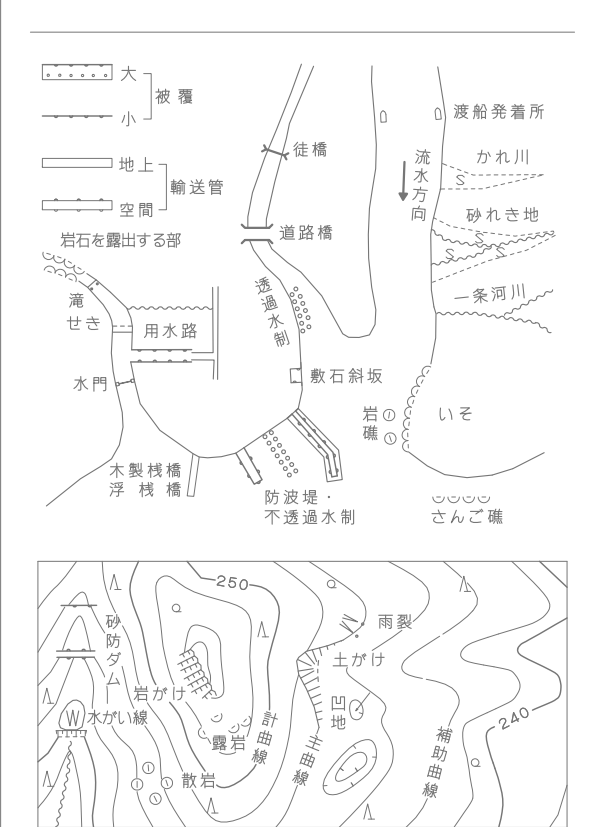 大
小
被覆
地上
空間
輸送管
岩石を露出する部
滝
せき
用水路
水門
徒橋
道路橋
透過水制
敷石斜坂
木製桟橋
浮桟橋
防波堤・
不透過水制
渡船発着所
流水方向
かれ川
砂れき地
一条河川
岩礁
いそ
さんご礁
250
砂防ダム
雨裂
土がけ
岩がけ
水がい線
凹地
計曲線
主曲線
補助曲線
240
露岩
散岩